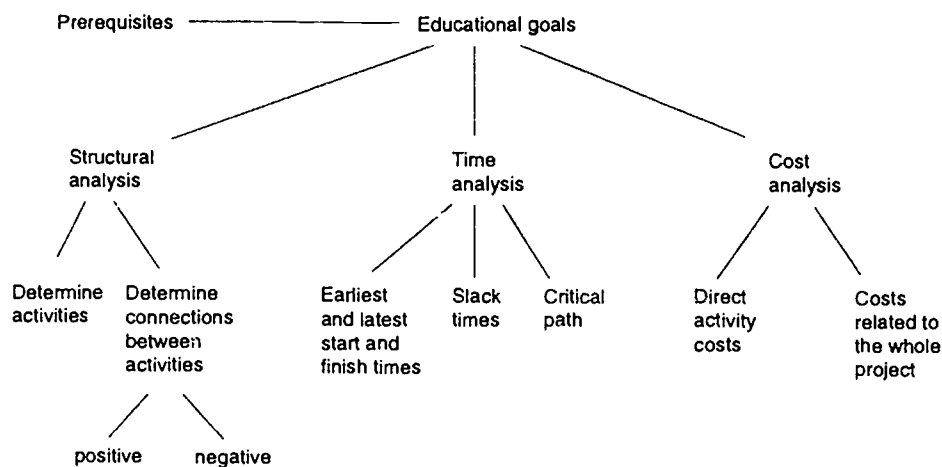 Prerequisites
Educational goals
Structural
analysis
Time
analysis
Cost
analysis
Determine
activities
Determine
connections
between
activities
Earliest
and latest
start and
finish times
Slack
times
Critical
path
Direct
activity
costs
Costs
related to
the whole
project
positive
negative